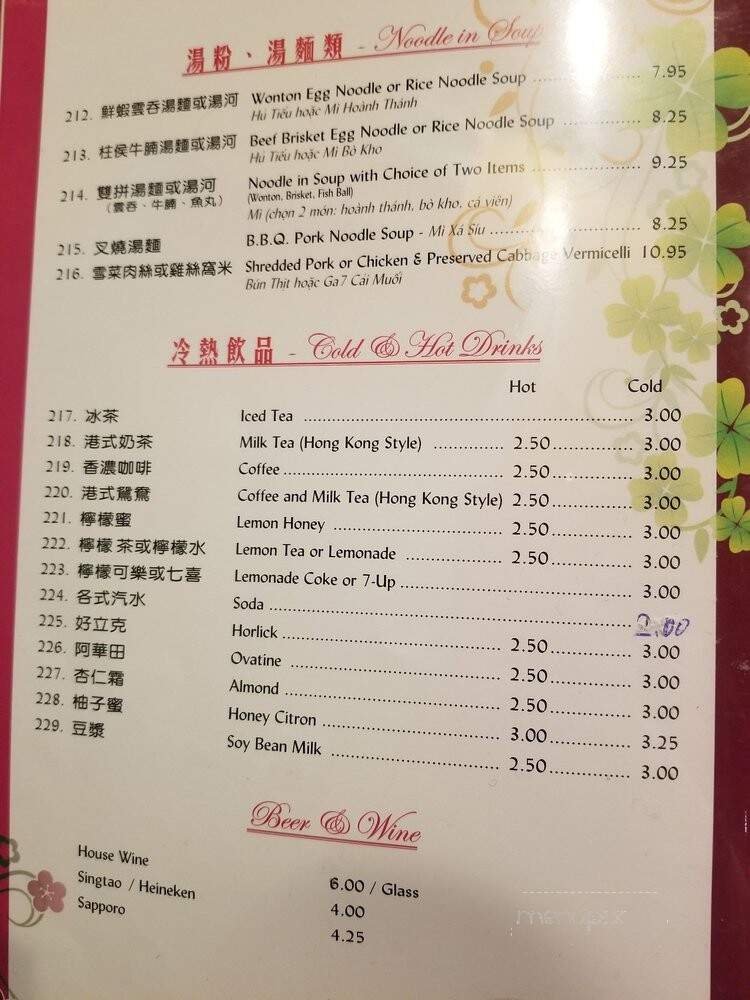 湯粉、湯麵類 - Noodle in Soup
212. 鮮蝦雲吞湯麵或湯河 Wonton Egg Noodle or Rice Noodle Soup ........ 7.95
Hủ Tiếu hoặc Mì Hoành Thánh
213. 柱侯牛腩湯麵或湯河 Beef Brisket Egg Noodle or Rice Noodle Soup ........ 8.25
Hủ Tiếu hoặc Mì Bò Kho
214. 雙拼湯麵或湯河 Noodle in Soup with Choice of Two Items ........ 9.25
(雲吞、牛腩、魚丸) (Wonton, Brisket, Fish Ball)
Mì (chọn 2 món: hoành thánh, bò kho, cá viên)
215. 叉燒湯麵 B.B.Q. Pork Noodle Soup - Mì Xá Síu ........ 8.25
216. 雪菜肉絲或雞絲窩米 Shredded Pork or Chicken & Preserved Cabbage Vermicelli 10.95
Bún Thịt hoặc Ga7 Cải Muối
冷熱飲品 - Cold & Hot Drinks
Hot Cold
217. 冰茶 Iced Tea ........ 3.00
218. 港式奶茶 Milk Tea (Hong Kong Style) ........ 2.50 ........ 3.00
219. 香濃咖啡 Coffee ........ 2.50 ........ 3.00
220. 港式鴛鴦 Coffee and Milk Tea (Hong Kong Style) 2.50 ........ 3.00
221. 檸檬蜜 Lemon Honey ........ 2.50 ........ 3.00
222. 檸檬茶或檸檬水 Lemon Tea or Lemonade ........ 2.50 ........ 3.00
223. 檸檬可樂或七喜 Lemonade Coke or 7-Up ........ 3.00
224. 各式汽水 Soda ........ 2.00
225. 好立克 Horlick ........ 2.50 ........ 3.00
226. 阿華田 Ovatine ........ 2.50 ........ 3.00
227. 杏仁霜 Almond ........ 2.50 ........ 3.00
228. 柚子蜜 Honey Citron ........ 3.00 ........ 3.25
229. 豆漿 Soy Bean Milk ........ 2.50 ........ 3.00
Beer & Wine
House Wine 6.00 / Glass
Singtao / Heineken 4.00
Sapporo 4.25
menupix